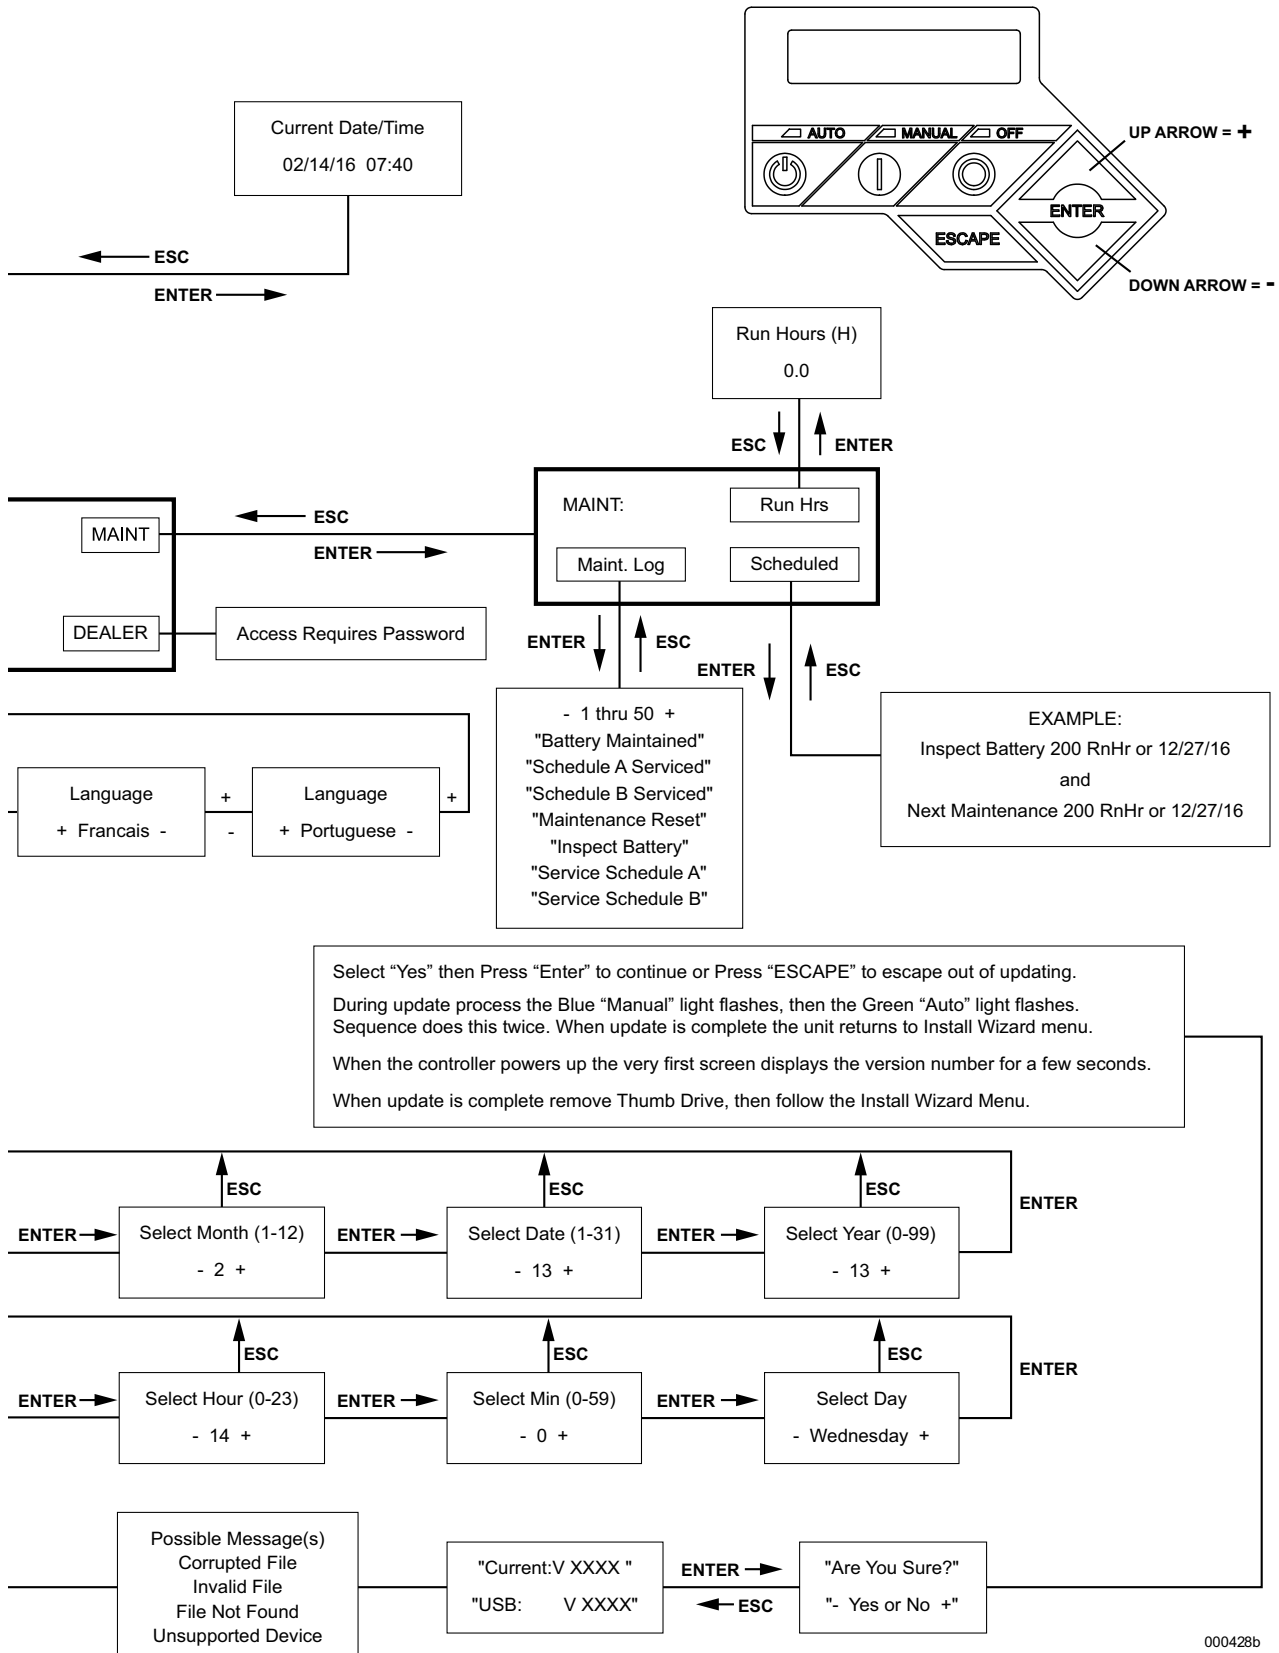 Current Date/Time
02/14/16 07:40
ESC
ENTER
AUTO
MANUAL
OFF
ENTER
ESCAPE
UP ARROW = +
DOWN ARROW = -
Run Hours (H)
0.0
ESC
ENTER
MAINT
DEALER
ESC
ENTER
Access Requires Password
MAINT:
Run Hrs
Maint. Log
Scheduled
ENTER
ESC
ENTER
ESC
- 1 thru 50 +
"Battery Maintained"
"Schedule A Serviced"
"Schedule B Serviced"
"Maintenance Reset"
"Inspect Battery"
"Service Schedule A"
"Service Schedule B"
EXAMPLE:
Inspect Battery 200 RnHr or 12/27/16
and
Next Maintenance 200 RnHr or 12/27/16
Language
+ Francais -
+
-
Language
+ Portuguese -
+
Select “Yes” then Press “Enter” to continue or Press “ESCAPE” to escape out of updating.
During update process the Blue “Manual” light flashes, then the Green “Auto” light flashes.
Sequence does this twice. When update is complete the unit returns to Install Wizard menu.
When the controller powers up the very first screen displays the version number for a few seconds.
When update is complete remove Thumb Drive, then follow the Install Wizard Menu.
ESC
ESC
ESC
ENTER
ENTER
Select Month (1-12)
- 2 +
ENTER
Select Date (1-31)
- 13 +
ENTER
Select Year (0-99)
- 13 +
ESC
ESC
ESC
ENTER
ENTER
Select Hour (0-23)
- 14 +
ENTER
Select Min (0-59)
- 0 +
ENTER
Select Day
- Wednesday +
Possible Message(s)
Corrupted File
Invalid File
File Not Found
Unsupported Device
"Current:V XXXX "
"USB: V XXXX"
ENTER
ESC
"Are You Sure?"
"- Yes or No +"
000428b